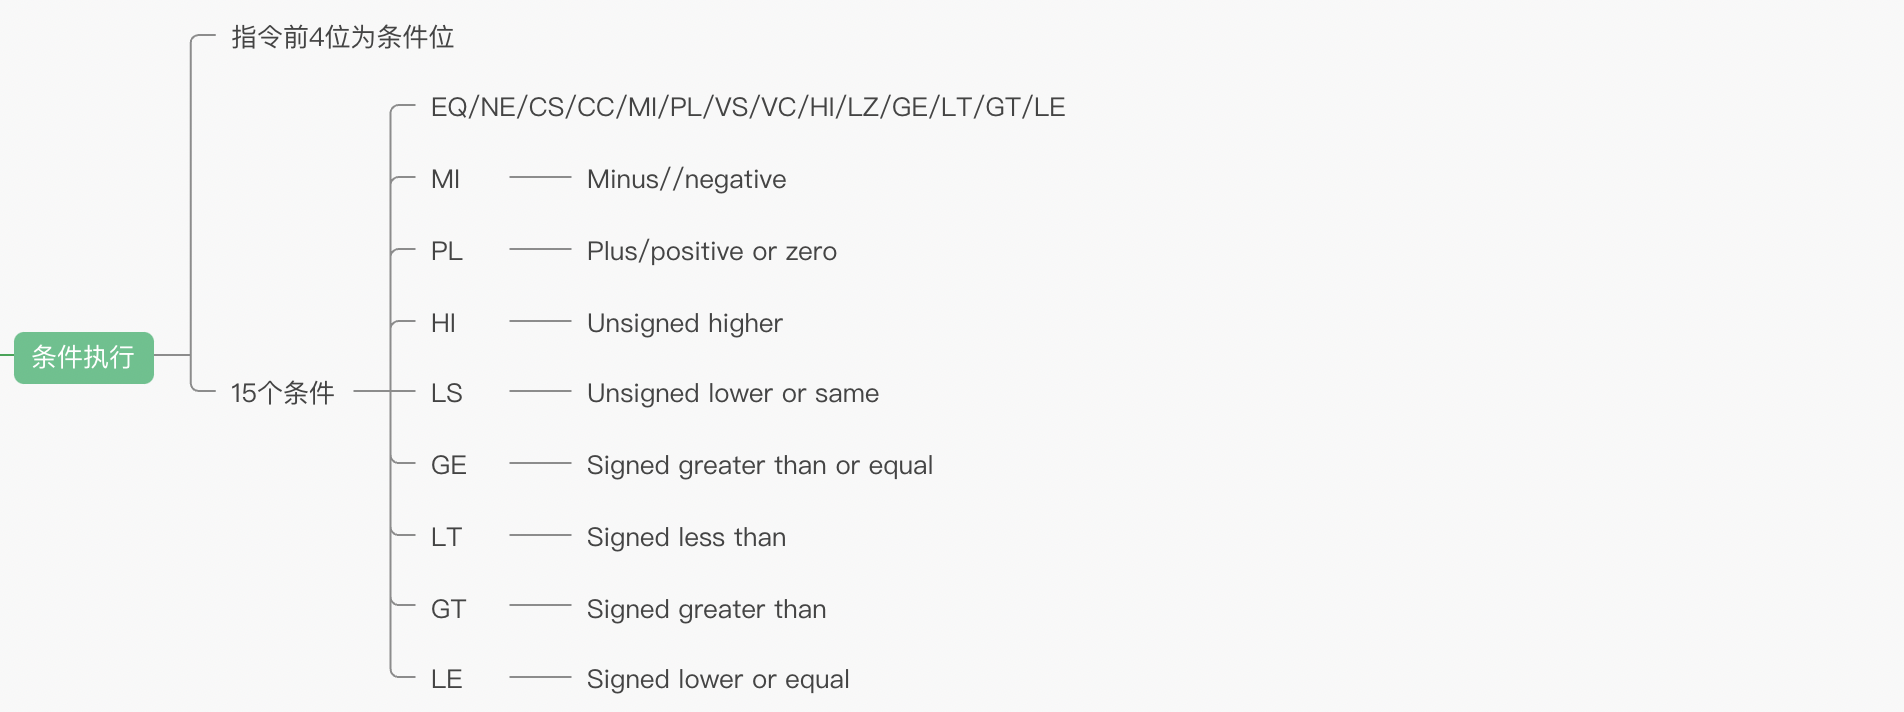 指令前4位为条件位
EQ/NE/CS/CC/MI/PL/VS/VC/HI/LZ/GE/LT/GT/LE
MI Minus//negative
PL Plus/positive or zero
HI Unsigned higher
条件执行
15个条件
LS Unsigned lower or same
GE Signed greater than or equal
LT Signed less than
GT Signed greater than
LE Signed lower or equal